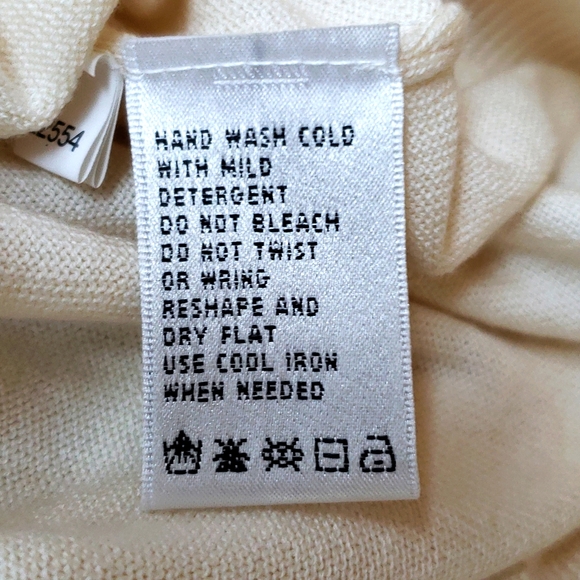 HAND WASH COLD
WITH MILD
DETERGENT
DO NOT BLEACH
DO NOT TWIST
OR WRING
RESHAPE AND
DRY FLAT
USE COOL IRON
WHEN NEEDED
554